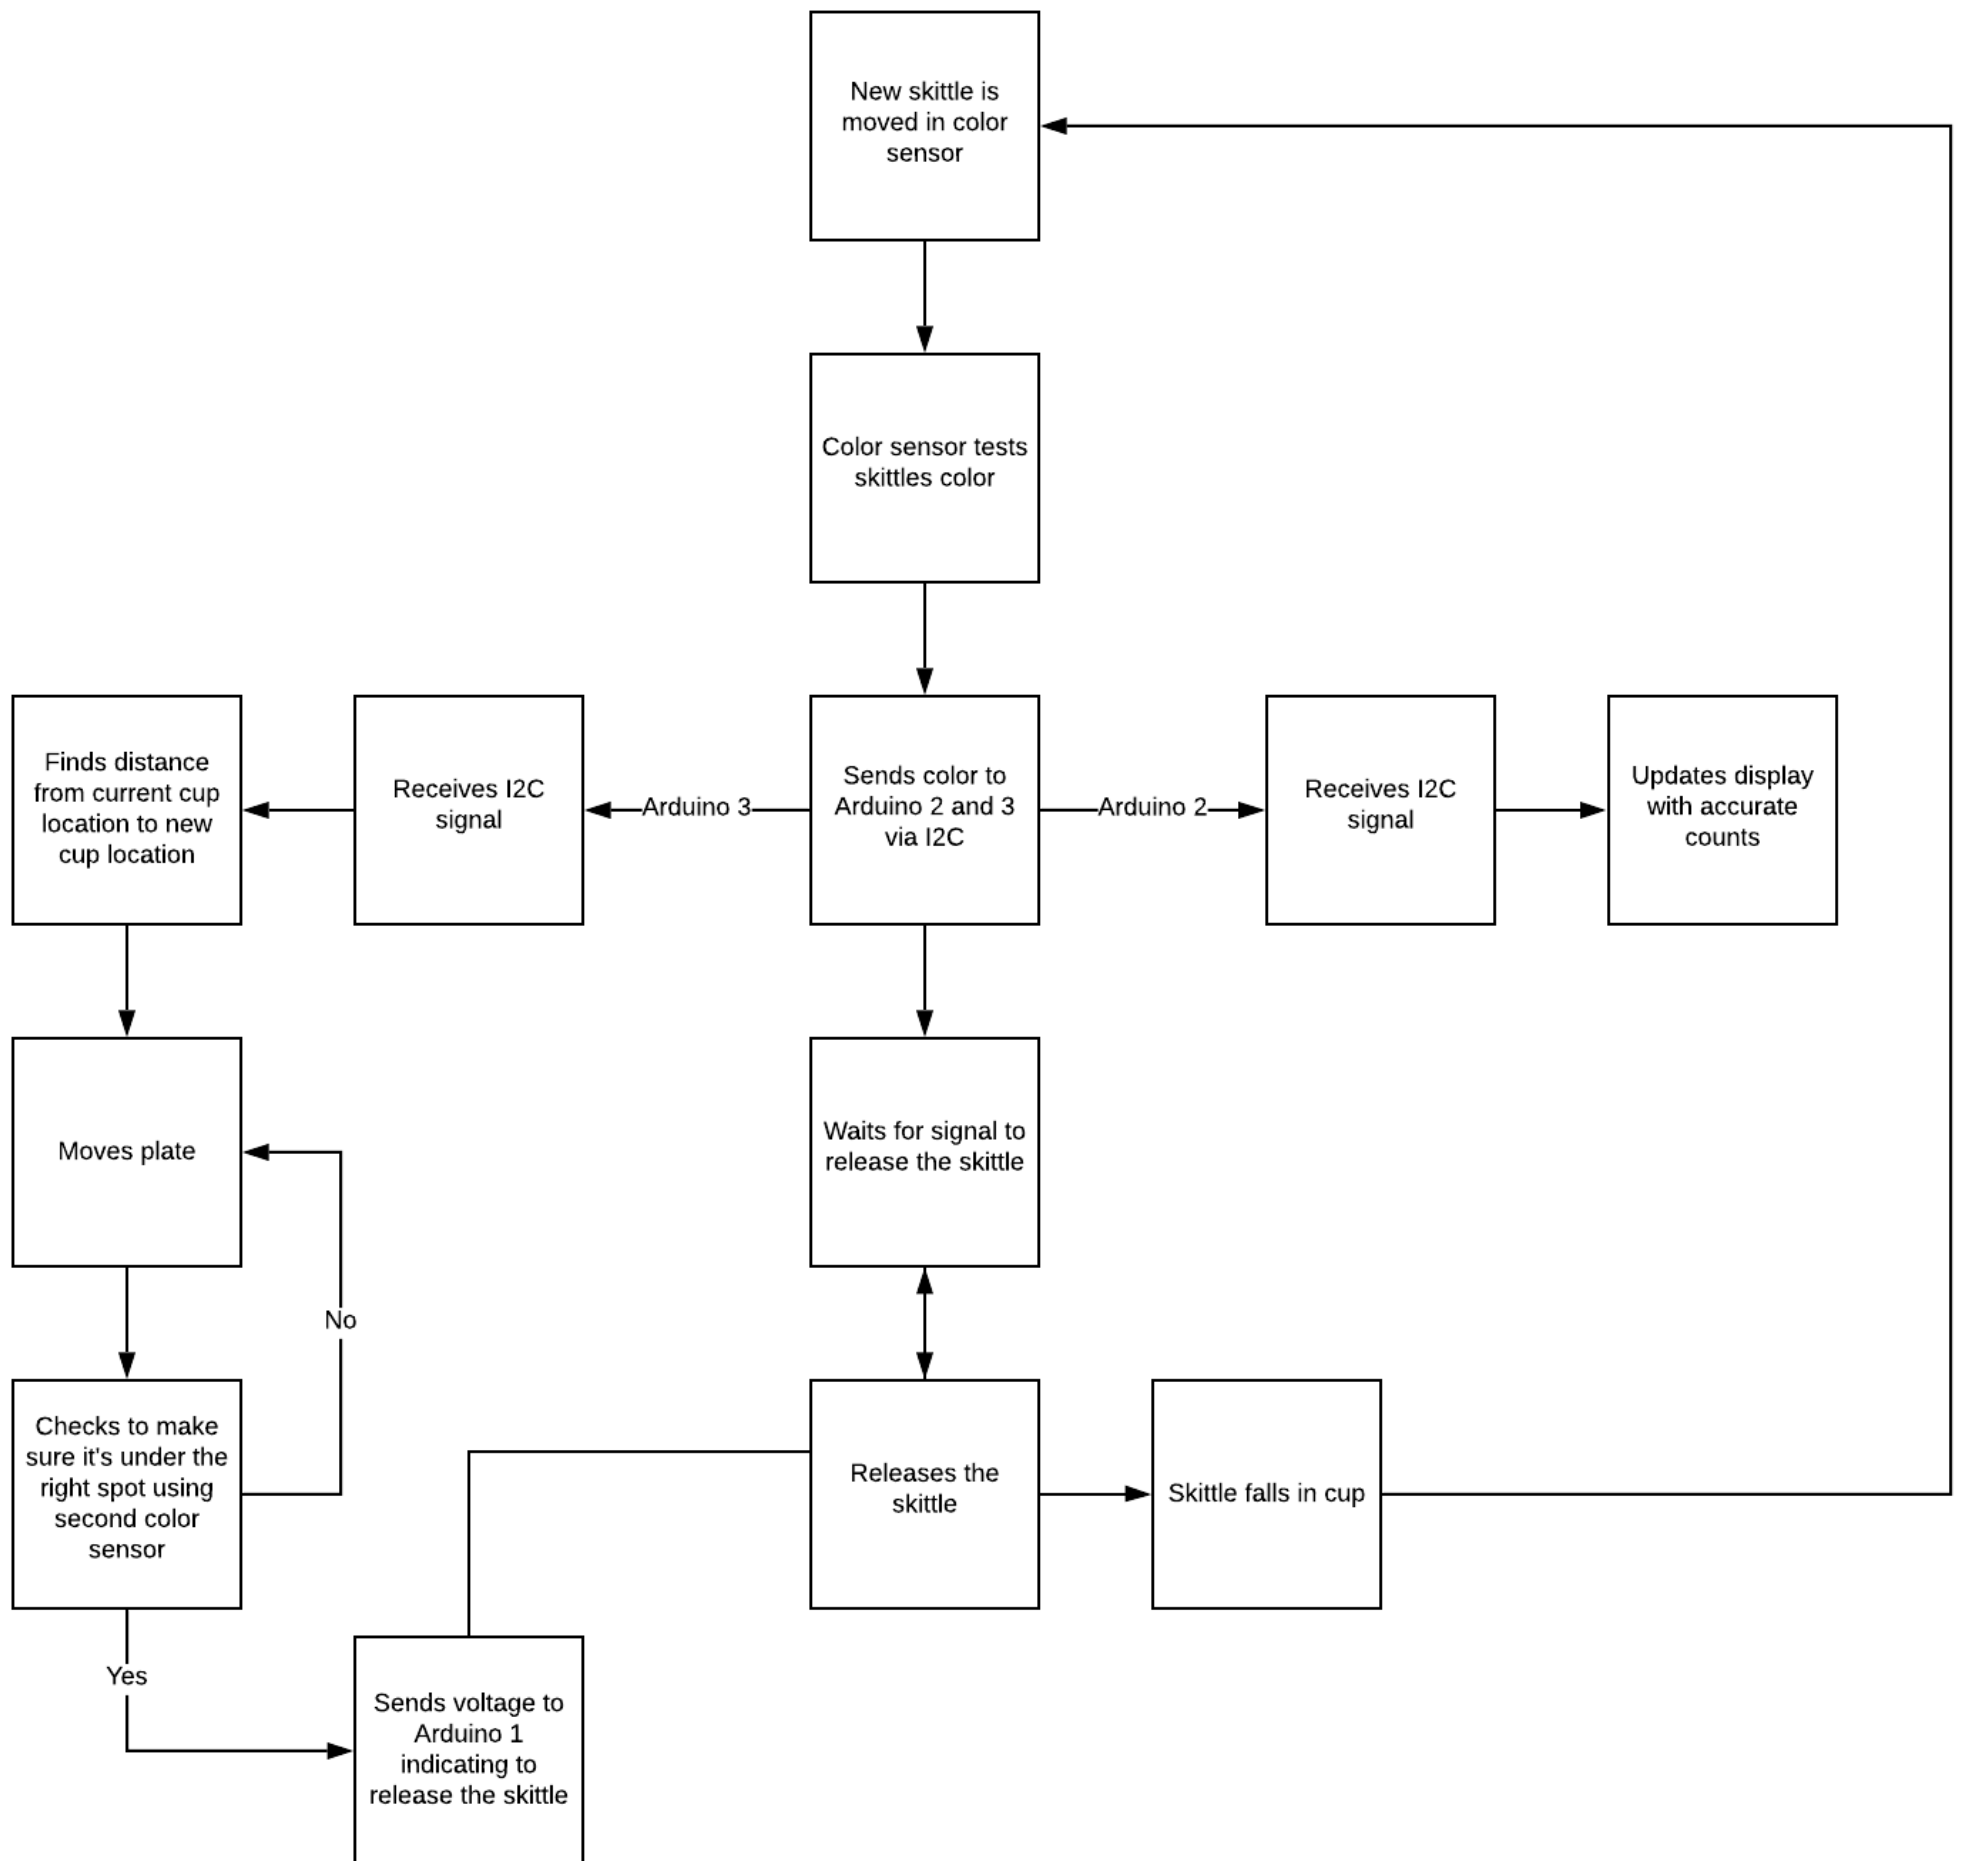 New skittle is
moved in color
sensor
Color sensor tests
skittles color
Finds distance
from current cup
location to new
cup location
Receives I2C
signal
Arduino 3
Sends color to
Arduino 2 and 3
via I2C
Arduino 2
Receives I2C
signal
Updates display
with accurate
counts
Moves plate
Waits for signal to
release the skittle
No
Checks to make
sure it's under the
right spot using
second color
sensor
Releases the
skittle
Skittle falls in cup
Yes
Sends voltage to
Arduino 1
indicating to
release the skittle